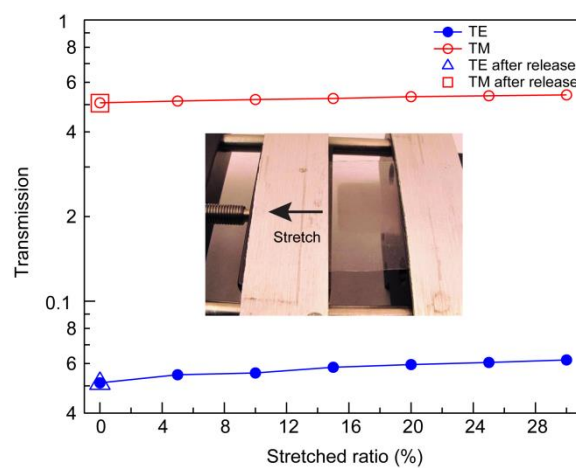 1
8
6
4
2
0.1
8
6
4
Transmission
TE
TM
TE after release
TM after release
Stretch
0 4 8 12 16 20 24 28
Stretched ratio (%)